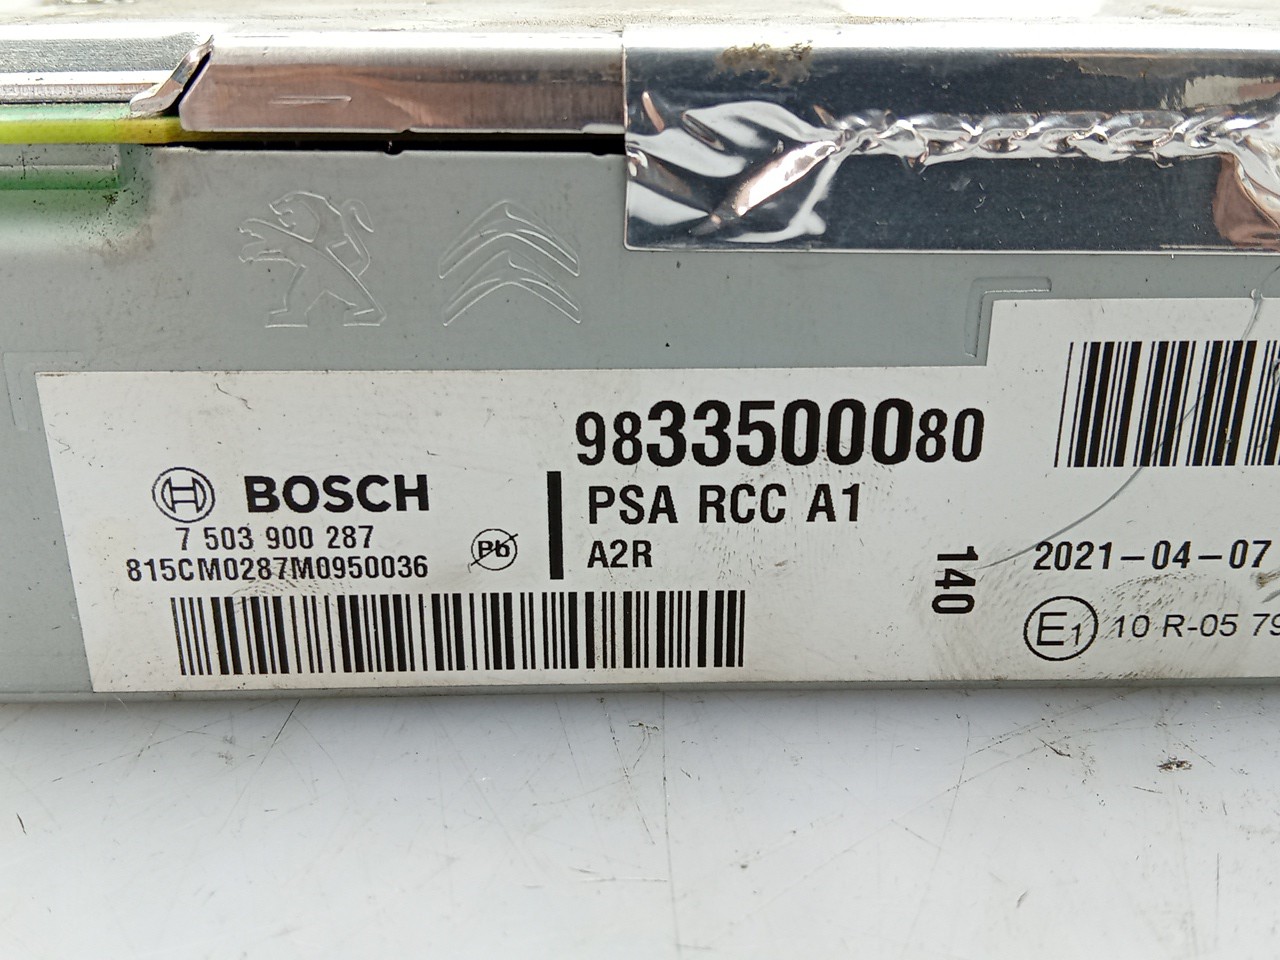 9833500080
BOSCH
PSA RCC A1
7 503 900 287
Pb
A2R
815CM0287M0950036
140
2021-04-07
E1
10 R-05 79